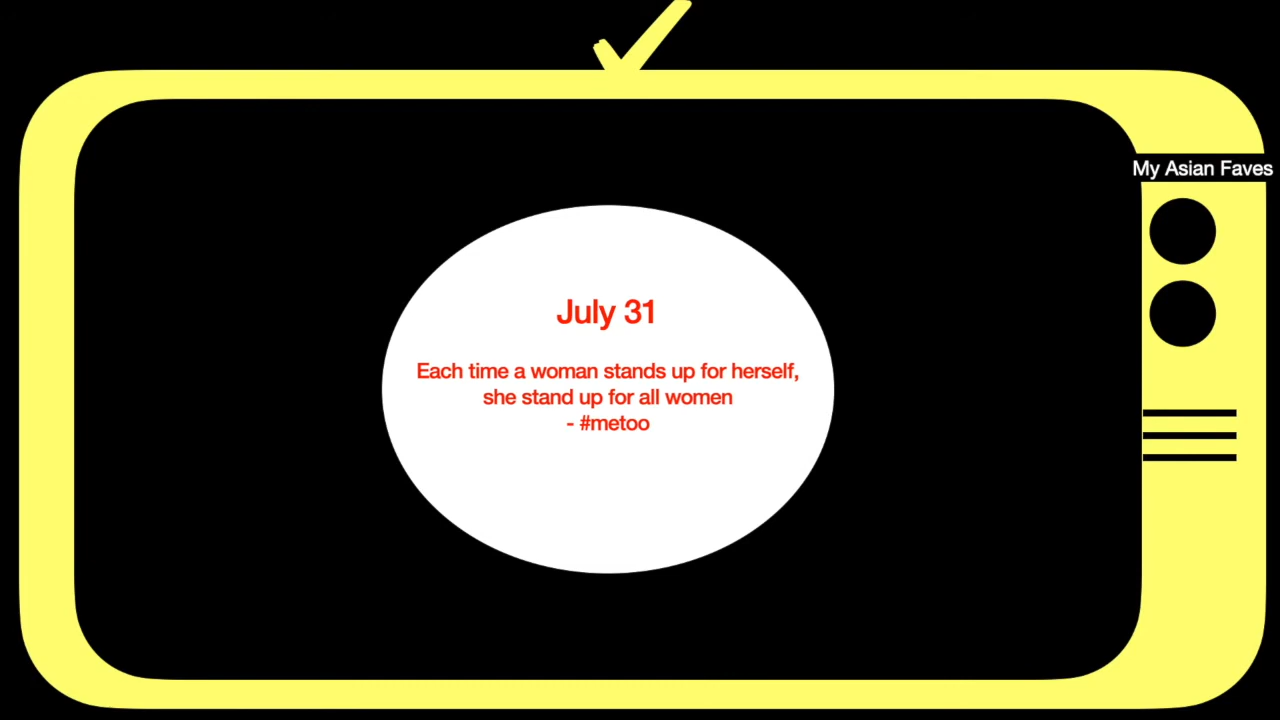 My Asian Faves
July 31
Each time a woman stands up for herself,
she stand up for all women
- #metoo